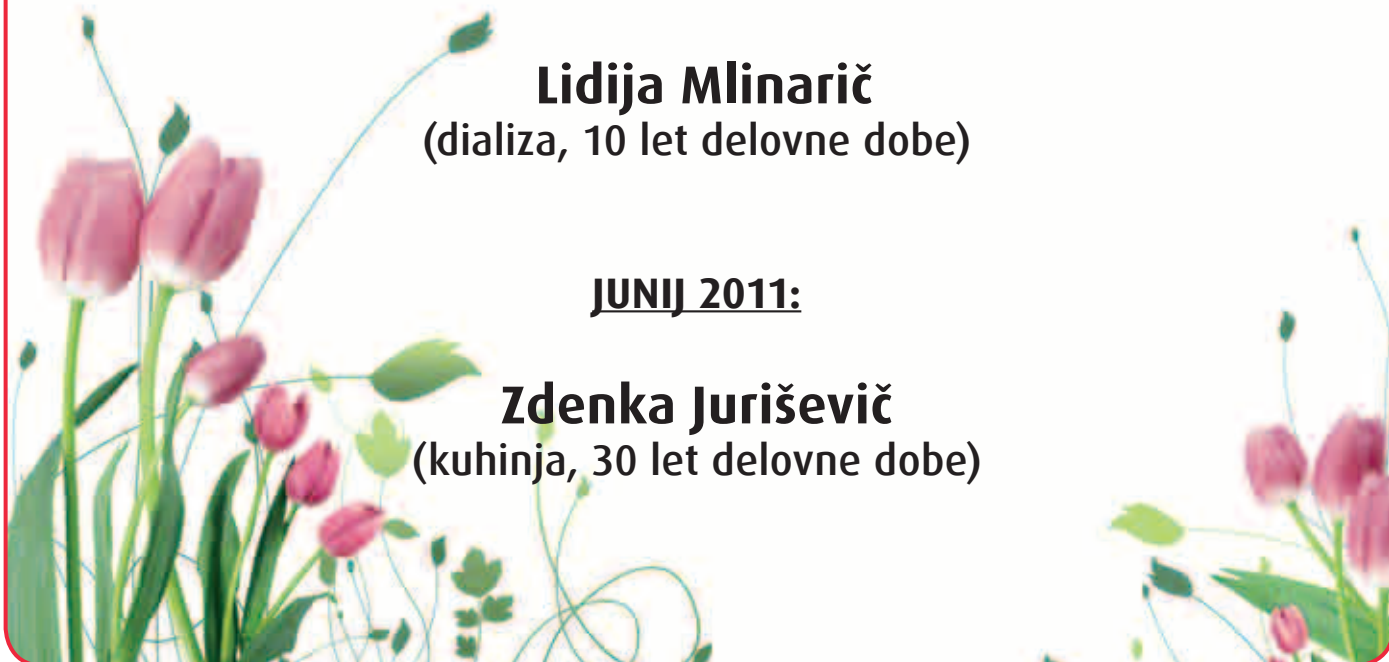 Lidija Mlinarič
(dializa, 10 let delovne dobe)
JUNIJ 2011:
Zdenka Juriševič
(kuhinja, 30 let delovne dobe)